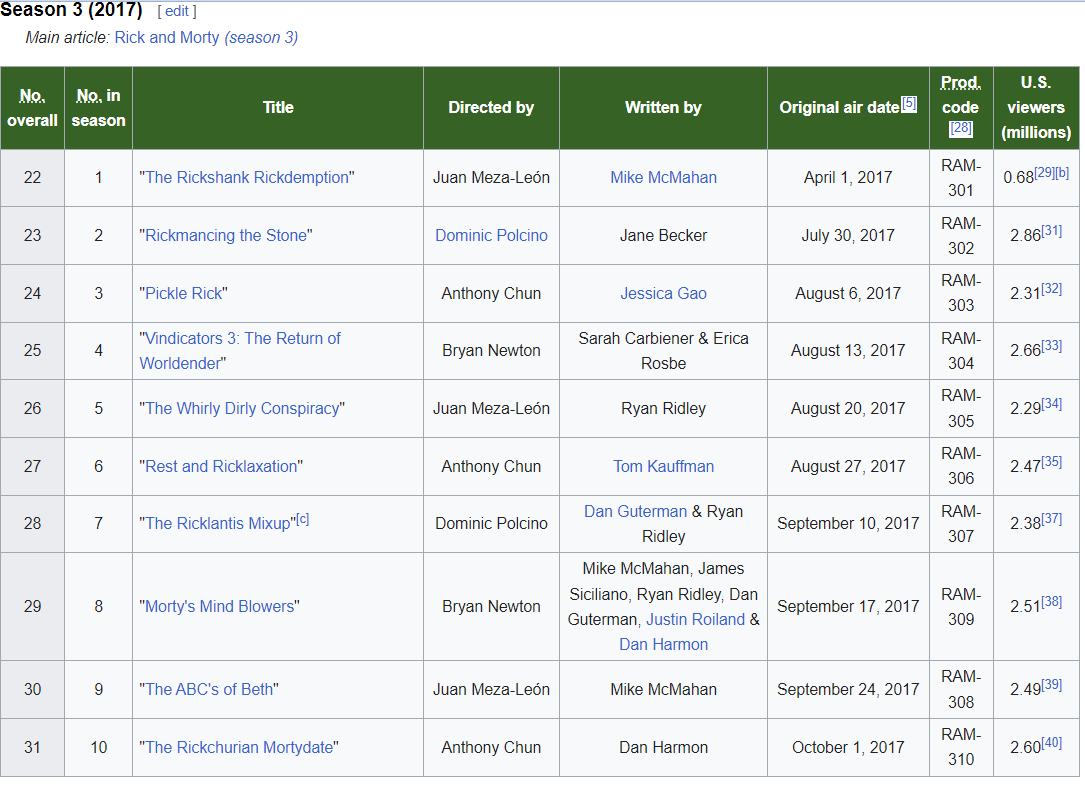 Season 3 (2017) [ edit ]
Main article: Rick and Morty (season 3)
No. overall No. in season Title Directed by Written by Original air date[5] Prod. code [28] U.S. viewers (millions)
22 1 "The Rickshank Rickdemption" Juan Meza-León Mike McMahan April 1, 2017 RAM-301 0.68[29][b]
23 2 "Rickmancing the Stone" Dominic Polcino Jane Becker July 30, 2017 RAM-302 2.86[31]
24 3 "Pickle Rick" Anthony Chun Jessica Gao August 6, 2017 RAM-303 2.31[32]
25 4 "Vindicators 3: The Return of Worldender" Bryan Newton Sarah Carbiener & Erica Rosbe August 13, 2017 RAM-304 2.66[33]
26 5 "The Whirly Dirly Conspiracy" Juan Meza-León Ryan Ridley August 20, 2017 RAM-305 2.29[34]
27 6 "Rest and Ricklaxation" Anthony Chun Tom Kauffman August 27, 2017 RAM-306 2.47[35]
28 7 "The Ricklantis Mixup"[c] Dominic Polcino Dan Guterman & Ryan Ridley September 10, 2017 RAM-307 2.38[37]
29 8 "Morty's Mind Blowers" Bryan Newton Mike McMahan, James Siciliano, Ryan Ridley, Dan Guterman, Justin Roiland & Dan Harmon September 17, 2017 RAM-309 2.51[38]
30 9 "The ABC's of Beth" Juan Meza-León Mike McMahan September 24, 2017 RAM-308 2.49[39]
31 10 "The Rickchurian Mortydate" Anthony Chun Dan Harmon October 1, 2017 RAM-310 2.60[40]